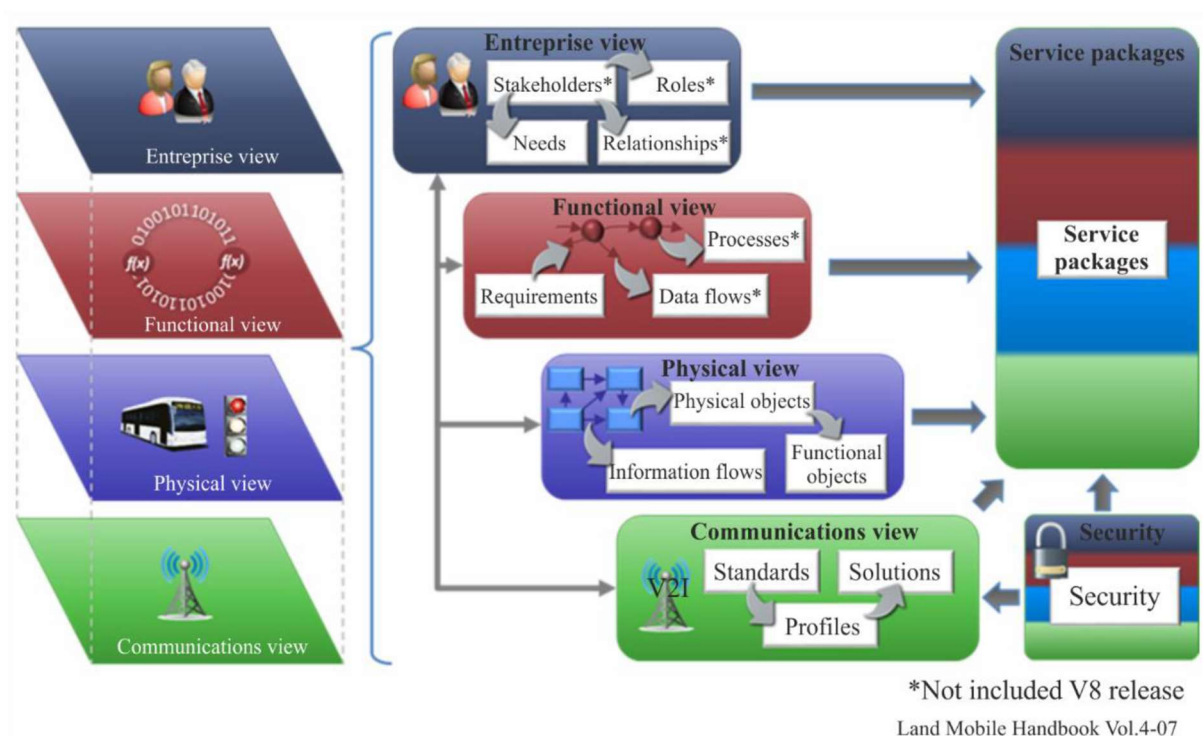 Entreprise view
Functional view
Physical view
Communications view
0100101101011
f(x)
f(x)
Entreprise view
Stakeholders*
Roles*
Needs
Relationships*
Functional view
Processes*
Requirements
Data flows*
Physical view
Physical objects
Information flows
Functional
objects
Communications view
V2I
Standards
Solutions
Profiles
Service packages
Service
packages
Security
Security
*Not included V8 release
Land Mobile Handbook Vol.4-07